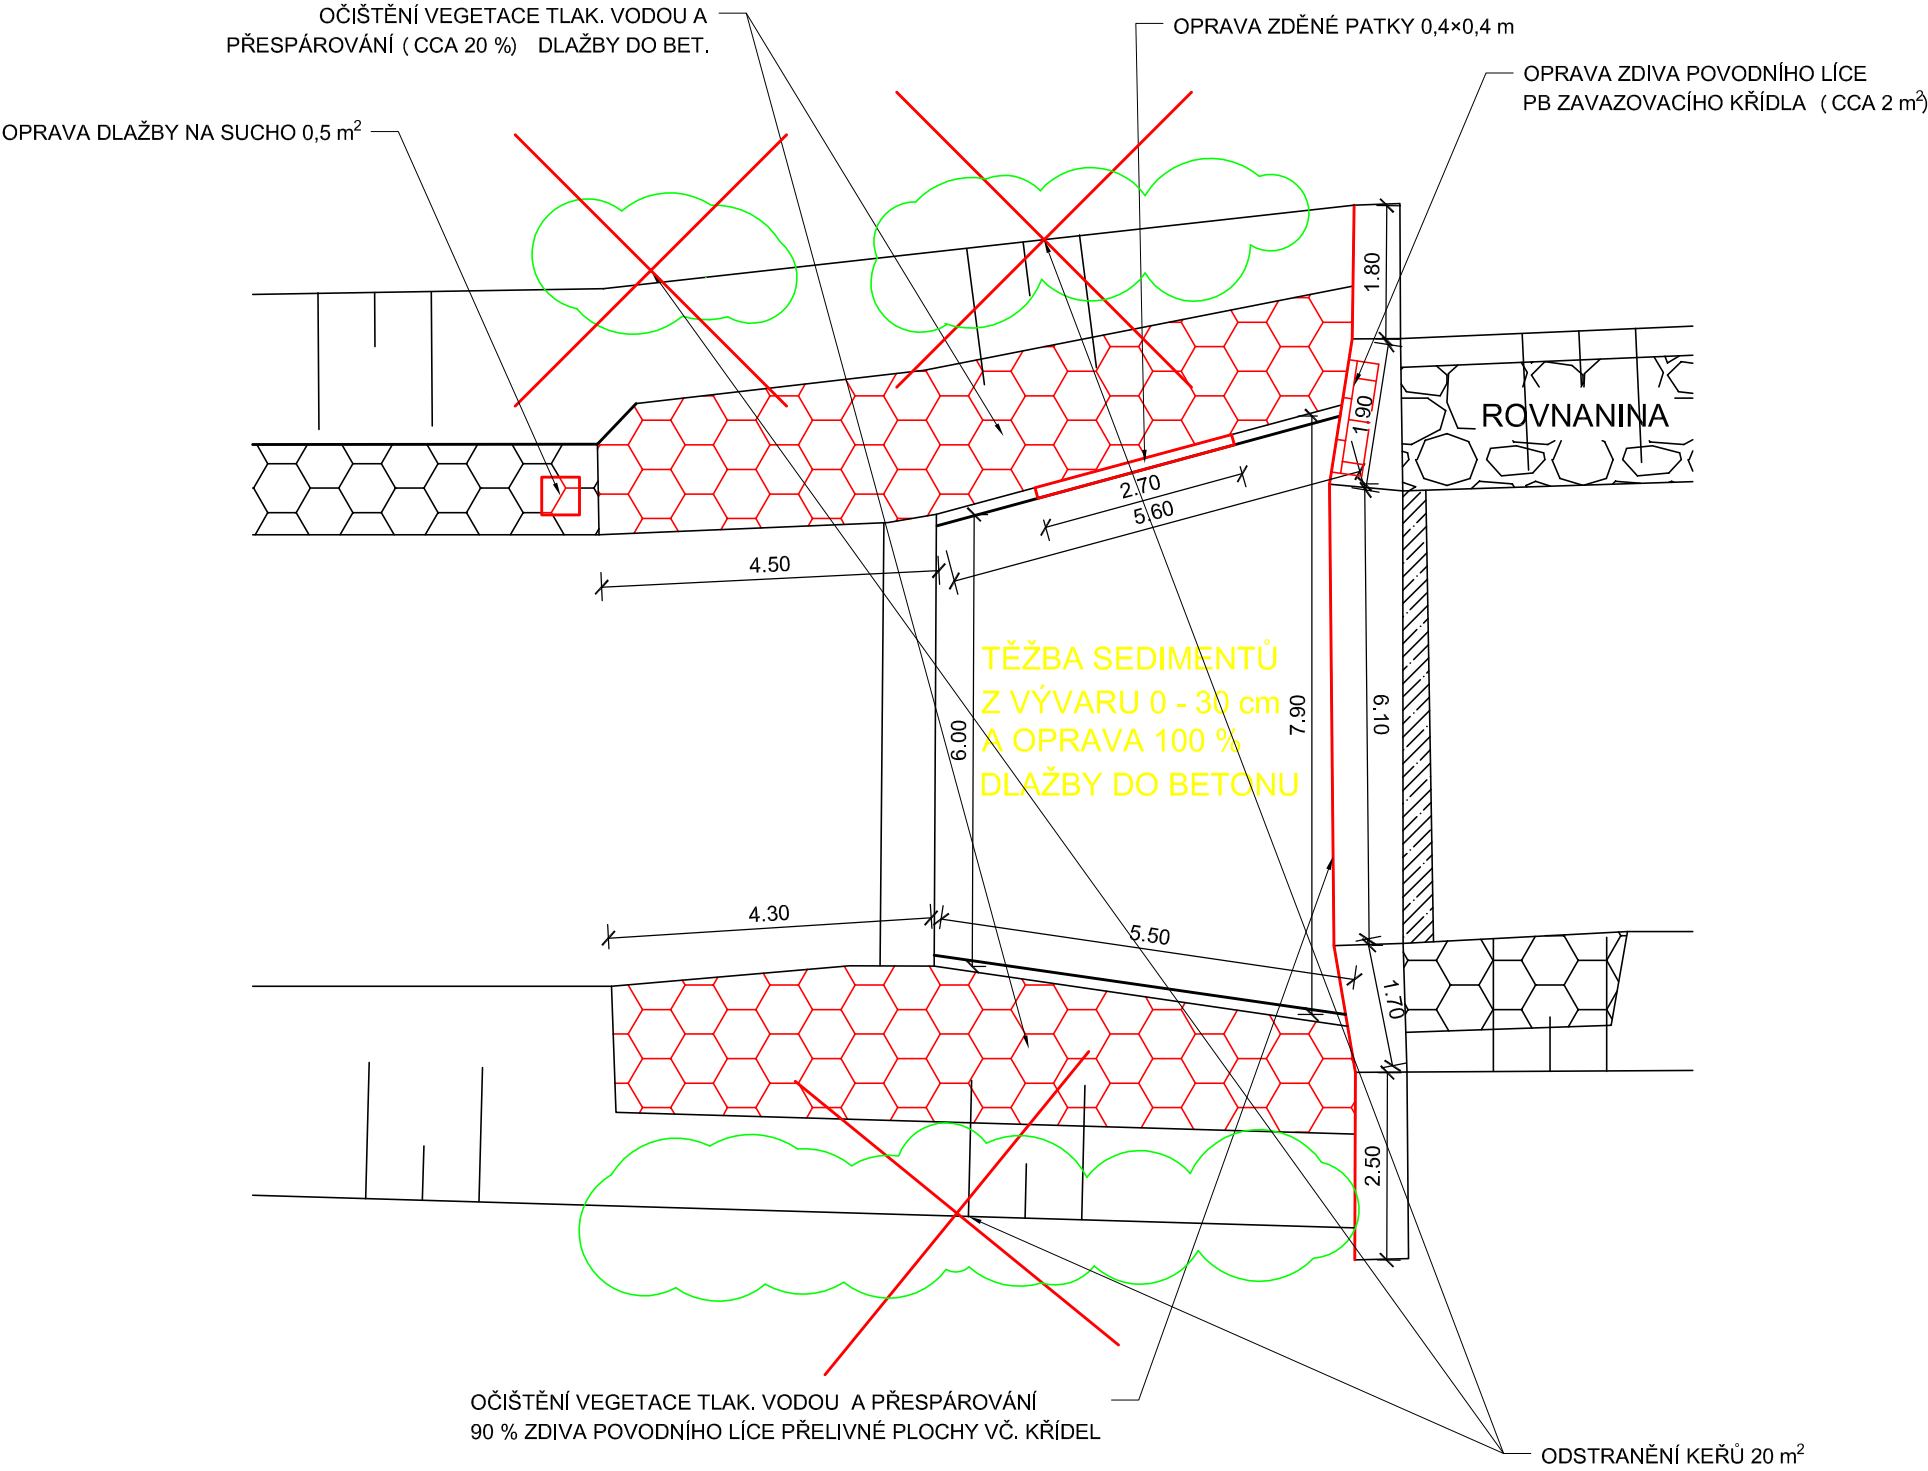 OČIŠTĚNÍ VEGETACE TLAK. VODOU A
PŘESPÁROVÁNÍ ( CCA 20 %) DLAŽBY DO BET.
OPRAVA ZDĚNÉ PATKY 0,4×0,4 m
OPRAVA ZDIVA POVODNÍHO LÍCE
PB ZAVAZOVACÍHO KŘÍDLA ( CCA 2 m²)
OPRAVA DLAŽBY NA SUCHO 0,5 m²
1.80
1.90
ROVNANINA
2.70
5.60
4.50
TĚŽBA SEDIMENTŮ
Z VÝVARU 0 - 30 cm
A OPRAVA 100 %
DLAŽBY DO BETONU
6.00
7.90
6.10
4.30
5.50
1.70
2.50
OČIŠTĚNÍ VEGETACE TLAK. VODOU A PŘESPÁROVÁNÍ
90 % ZDIVA POVODNÍHO LÍCE PŘELIVNÉ PLOCHY VČ. KŘÍDEL
ODSTRANĚNÍ KEŘŮ 20 m²